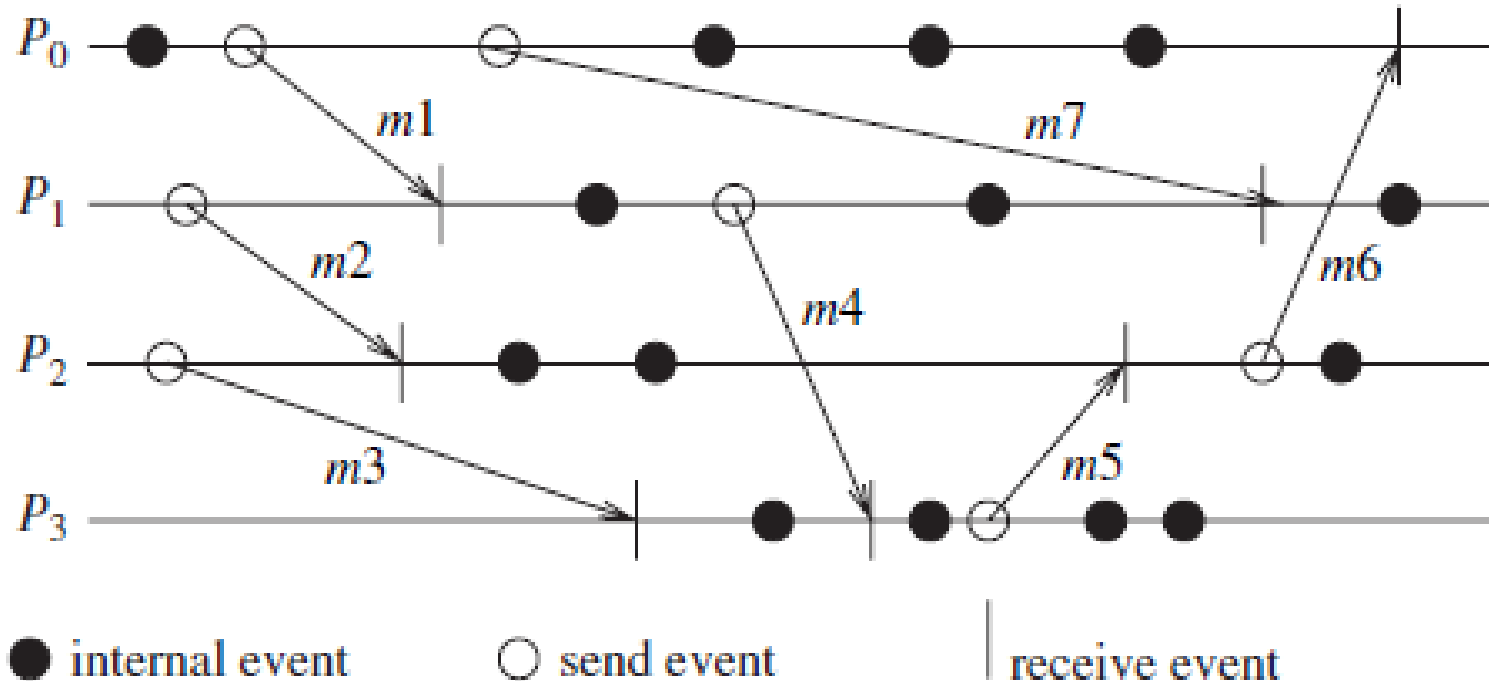 P0
m1
m7
P1
m2
m6
m4
P2
m3
m5
P3
internal event
send event
receive event